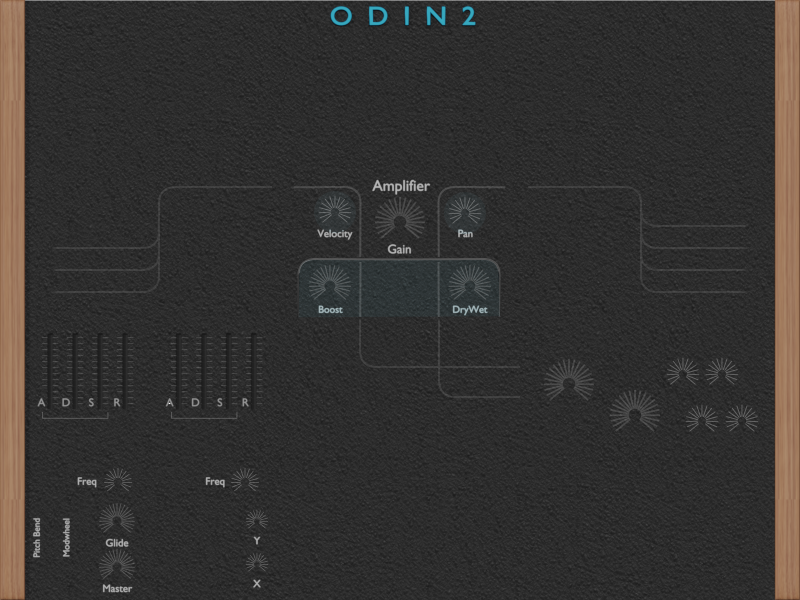 ODIN2
Amplifier
Velocity
Pan
Gain
Boost
DryWet
A D S R
A D S R
Freq
Freq
Pitch Bend
Modwheel
Glide
Y
X
Master